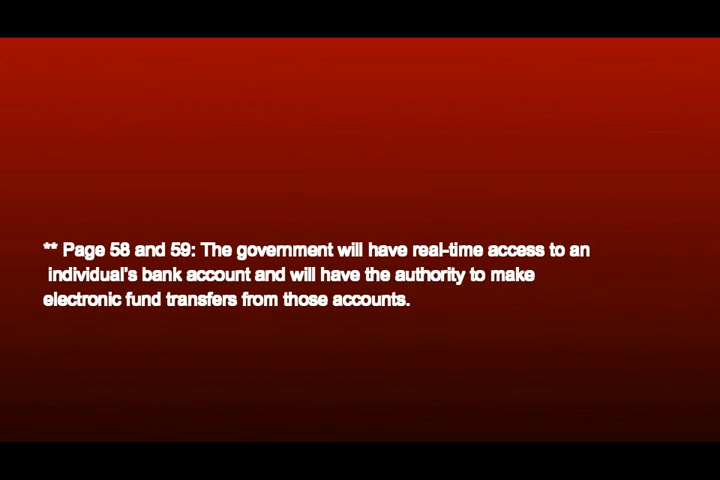 ** Page 58 and 59: The government will have real-time access to an
individual's bank account and will have the authority to make
electronic fund transfers from those accounts.